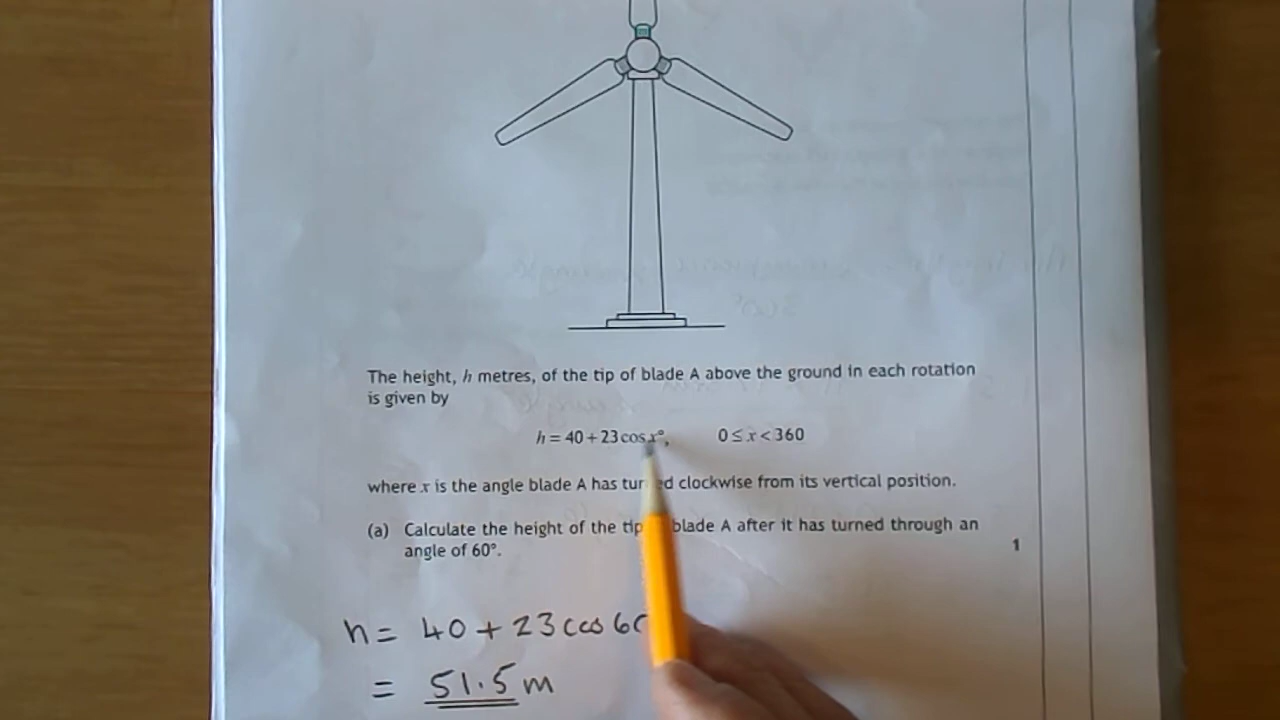 The height, h metres, of the tip of blade A above the ground in each rotation
is given by
h = 40 + 23 cos x°, 0 ≤ x < 360
where x is the angle blade A has turned clockwise from its vertical position.
(a) Calculate the height of the tip blade A after it has turned through an
angle of 60°.
1
h = 40 + 23 cos 60
= 51.5 m